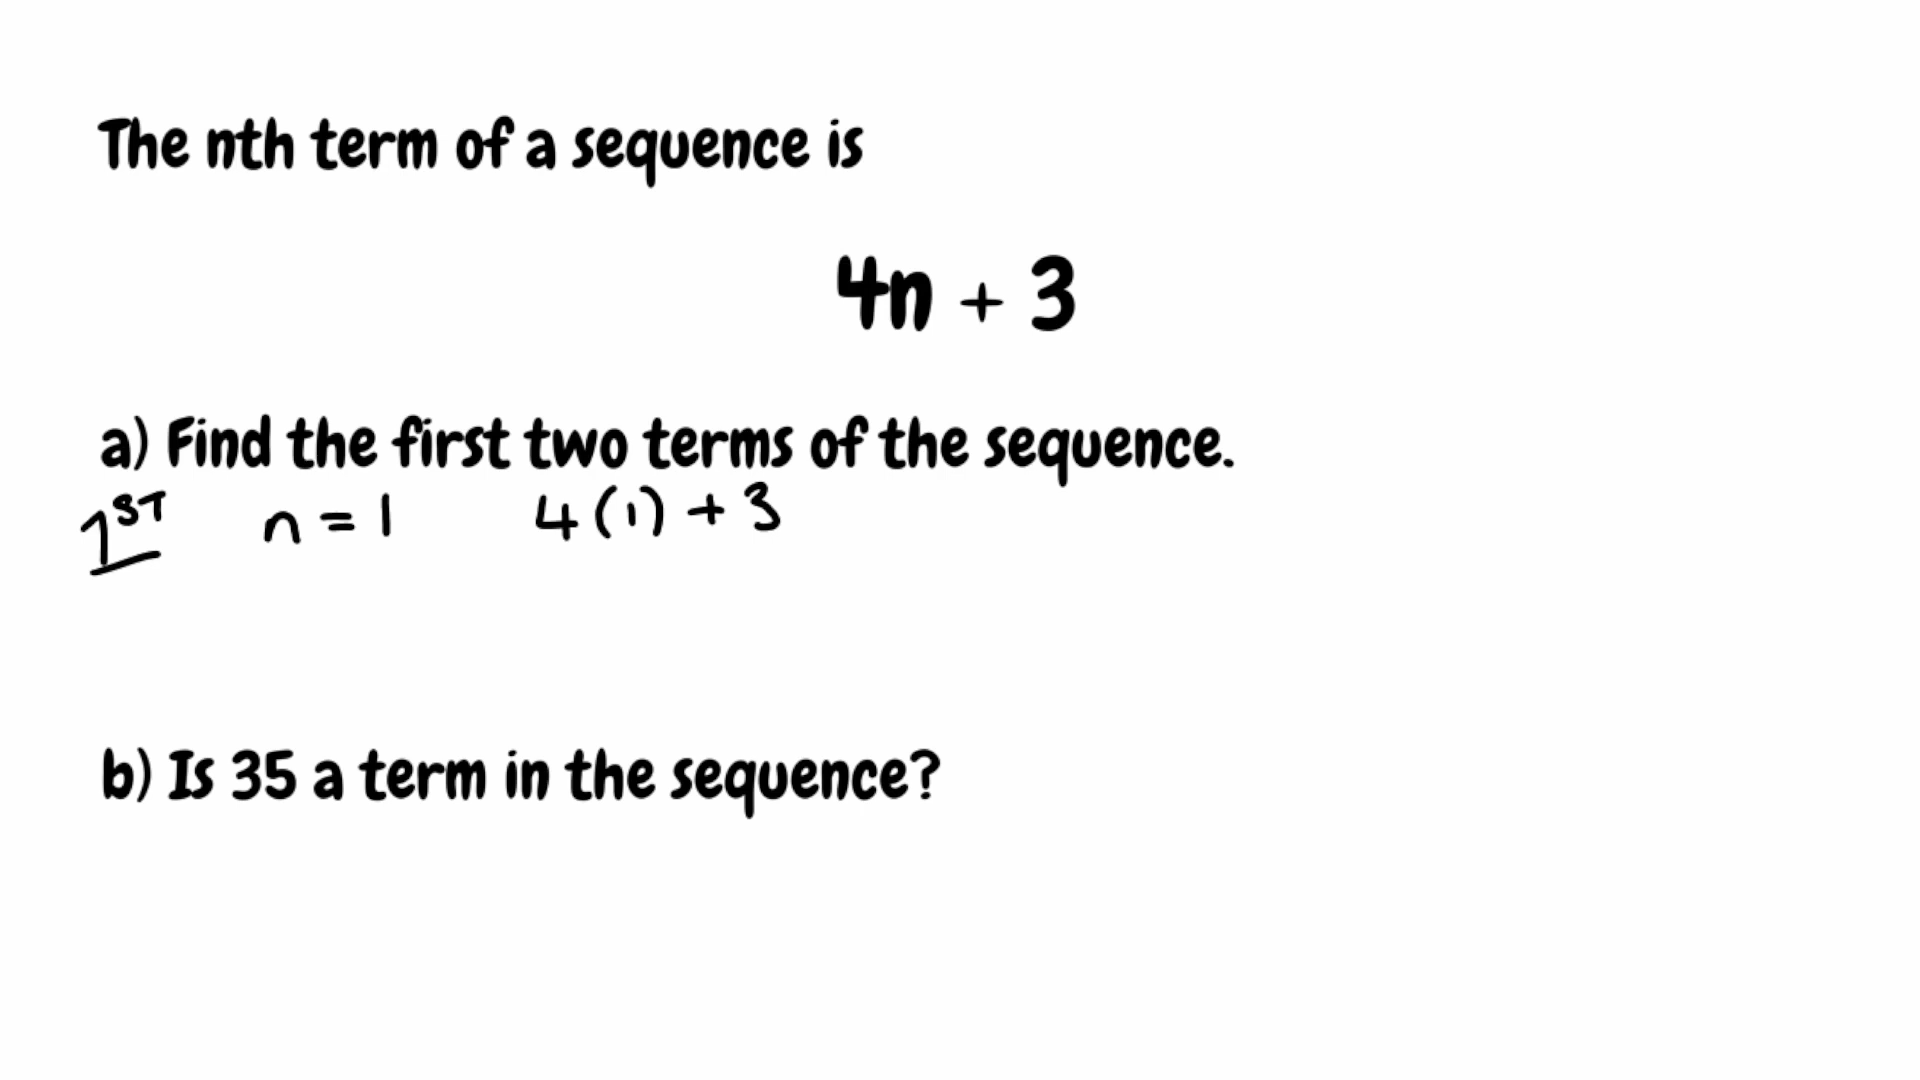 The nth term of a sequence is
4n + 3
a) Find the first two terms of the sequence.
1ST n = 1 4(1) + 3
b) Is 35 a term in the sequence?